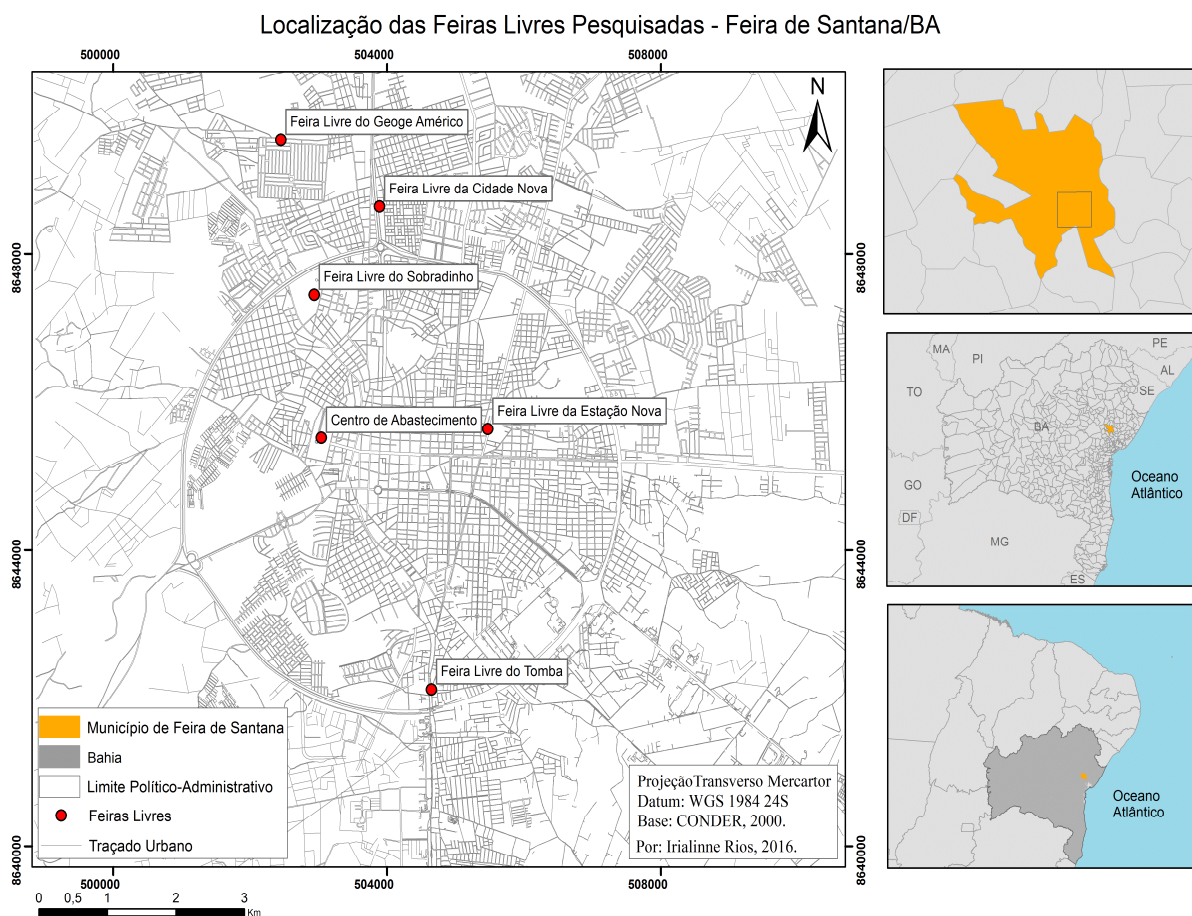 Localização das Feiras Livres Pesquisadas - Feira de Santana/BA
500000
504000
508000
N
Feira Livre do Geoge Américo
Feira Livre da Cidade Nova
8648000
8648000
Feira Livre do Sobradinho
Feira Livre da Estação Nova
Centro de Abastecimento
8644000
8644000
Feira Livre do Tomba
Município de Feira de Santana
Bahia
Limite Político-Administrativo
Feiras Livres
Traçado Urbano
ProjeçãoTransverso Mercartor
Datum: WGS 1984 24S
Base: CONDER, 2000.
Por: Irialinne Rios, 2016.
8640000
8640000
500000
504000
508000
0 0,5 1 2 3
Km
MA
PI
PE
AL
TO
SE
BA
GO
DF
MG
ES
Oceano
Atlântico
Oceano
Atlântico